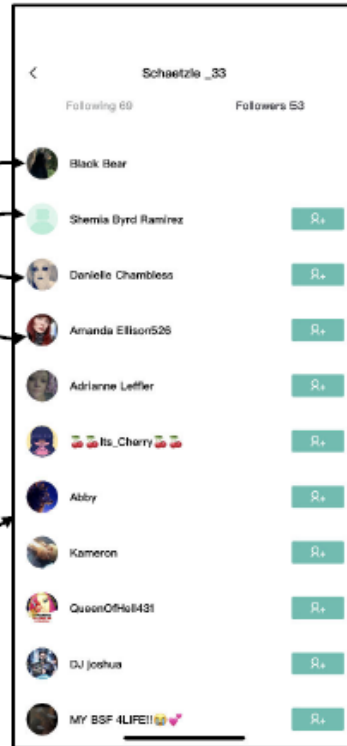 Schaetzle _33
Following 69 Followers 53
Black Bear
Shemia Byrd Ramirez
Danielle Chambless
Amanda Ellison526
Adrianne Leffler
🍒🍒Its_Cherry🍒🍒
Abby
Kameron
QueenOfHell431
DJ joshua
MY BSF 4LIFE!!😭💕